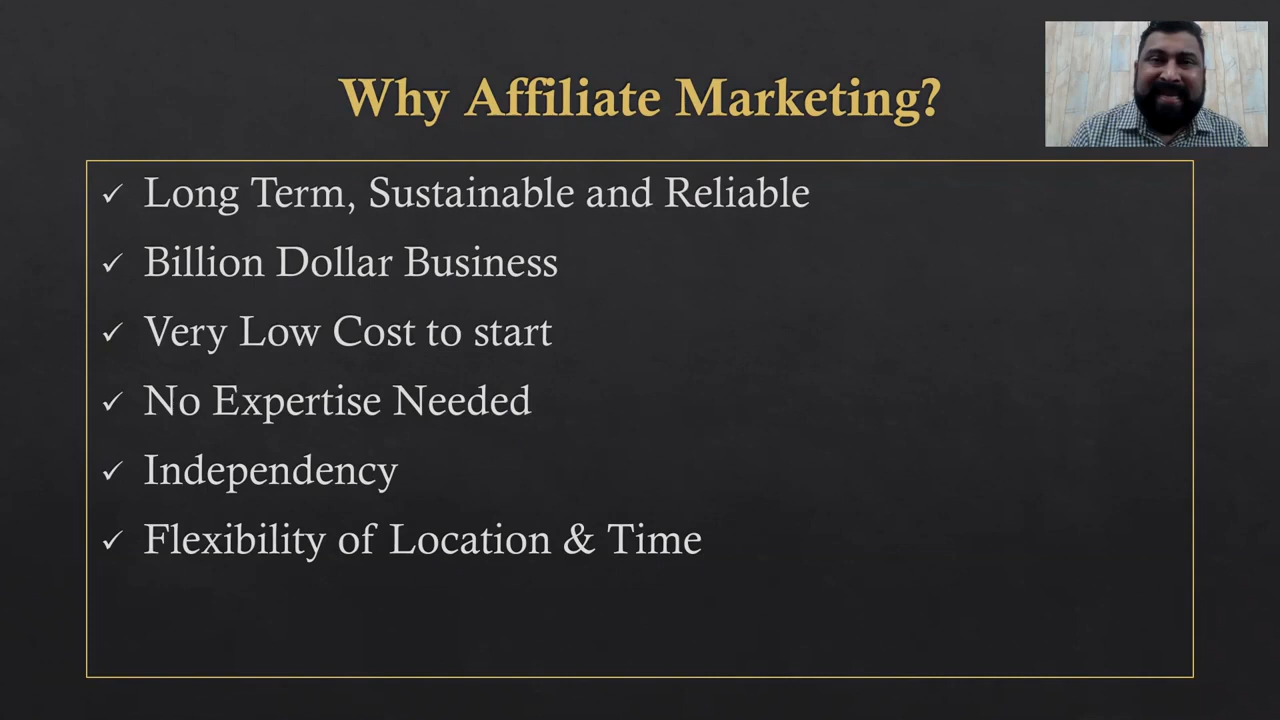 Why Affiliate Marketing?
✓ Long Term, Sustainable and Reliable
✓ Billion Dollar Business
✓ Very Low Cost to start
✓ No Expertise Needed
✓ Independency
✓ Flexibility of Location & Time